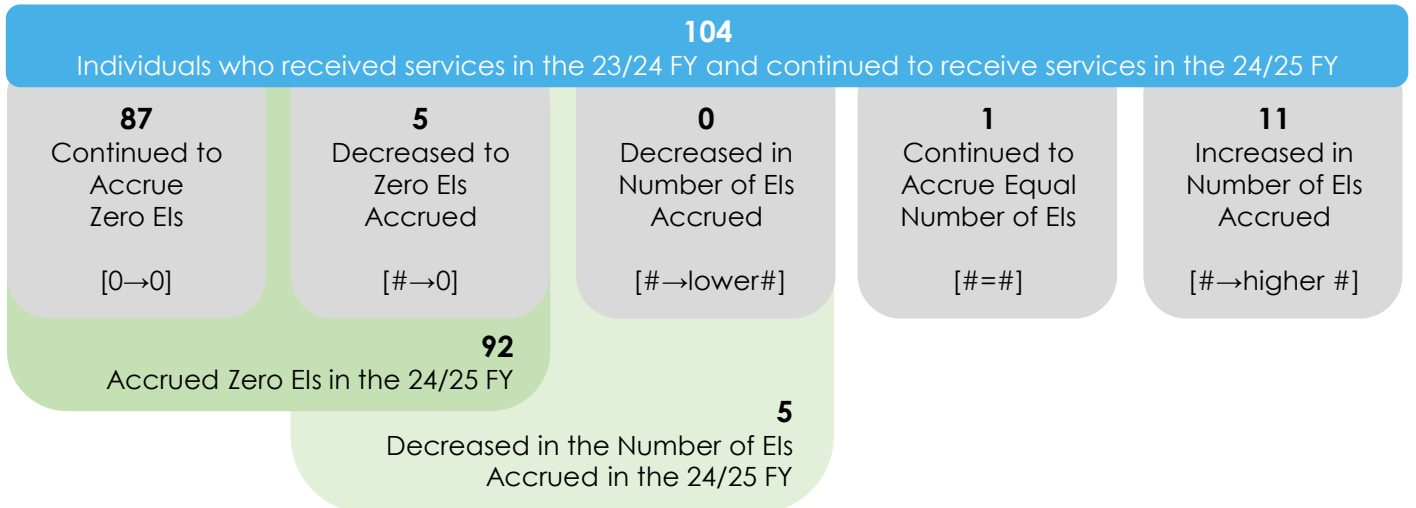 104
Individuals who received services in the 23/24 FY and continued to receive services in the 24/25 FY
87
Continued to
Accrue
Zero EIs
[0→0]
5
Decreased to
Zero EIs
Accrued
[#→0]
0
Decreased in
Number of EIs
Accrued
[#→lower#]
1
Continued to
Accrue Equal
Number of EIs
[#=#]
11
Increased in
Number of EIs
Accrued
[#→higher #]
92
Accrued Zero EIs in the 24/25 FY
5
Decreased in the Number of EIs
Accrued in the 24/25 FY